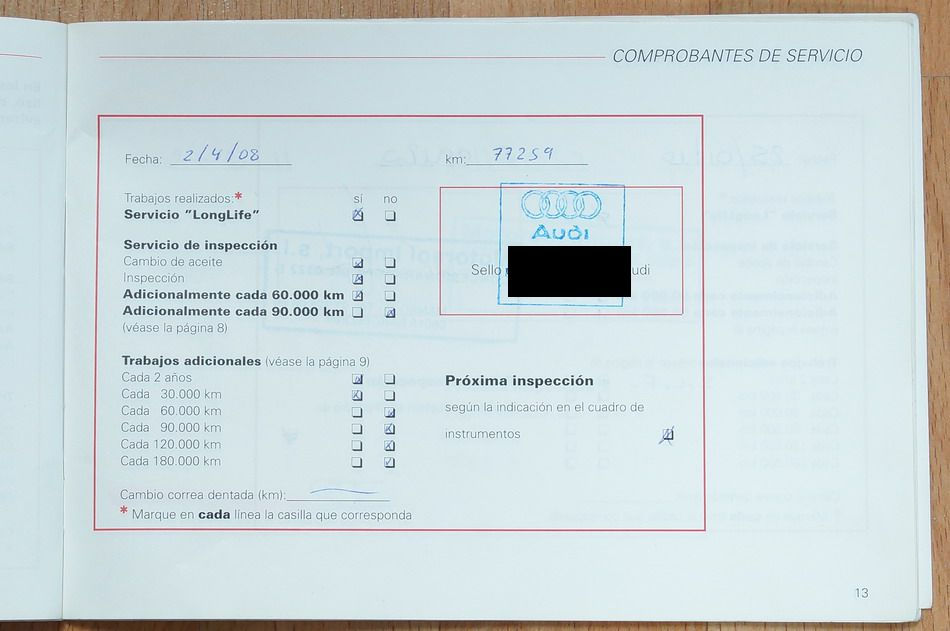 COMPROBANTES DE SERVICIO
Fecha: 2/4/08 km: 77259
Trabajos realizados:* sí no
Servicio "LongLife"
Servicio de inspección
Cambio de aceite
Inspección
Adicionalmente cada 60.000 km
Adicionalmente cada 90.000 km
(véase la página 8)
Audi
Sello udi
Trabajos adicionales (véase la página 9)
Cada 2 años
Cada 30.000 km
Cada 60.000 km
Cada 90.000 km
Cada 120.000 km
Cada 180.000 km
Próxima inspección
según la indicación en el cuadro de
instrumentos
Cambio correa dentada (km):
* Marque en cada línea la casilla que corresponda
13